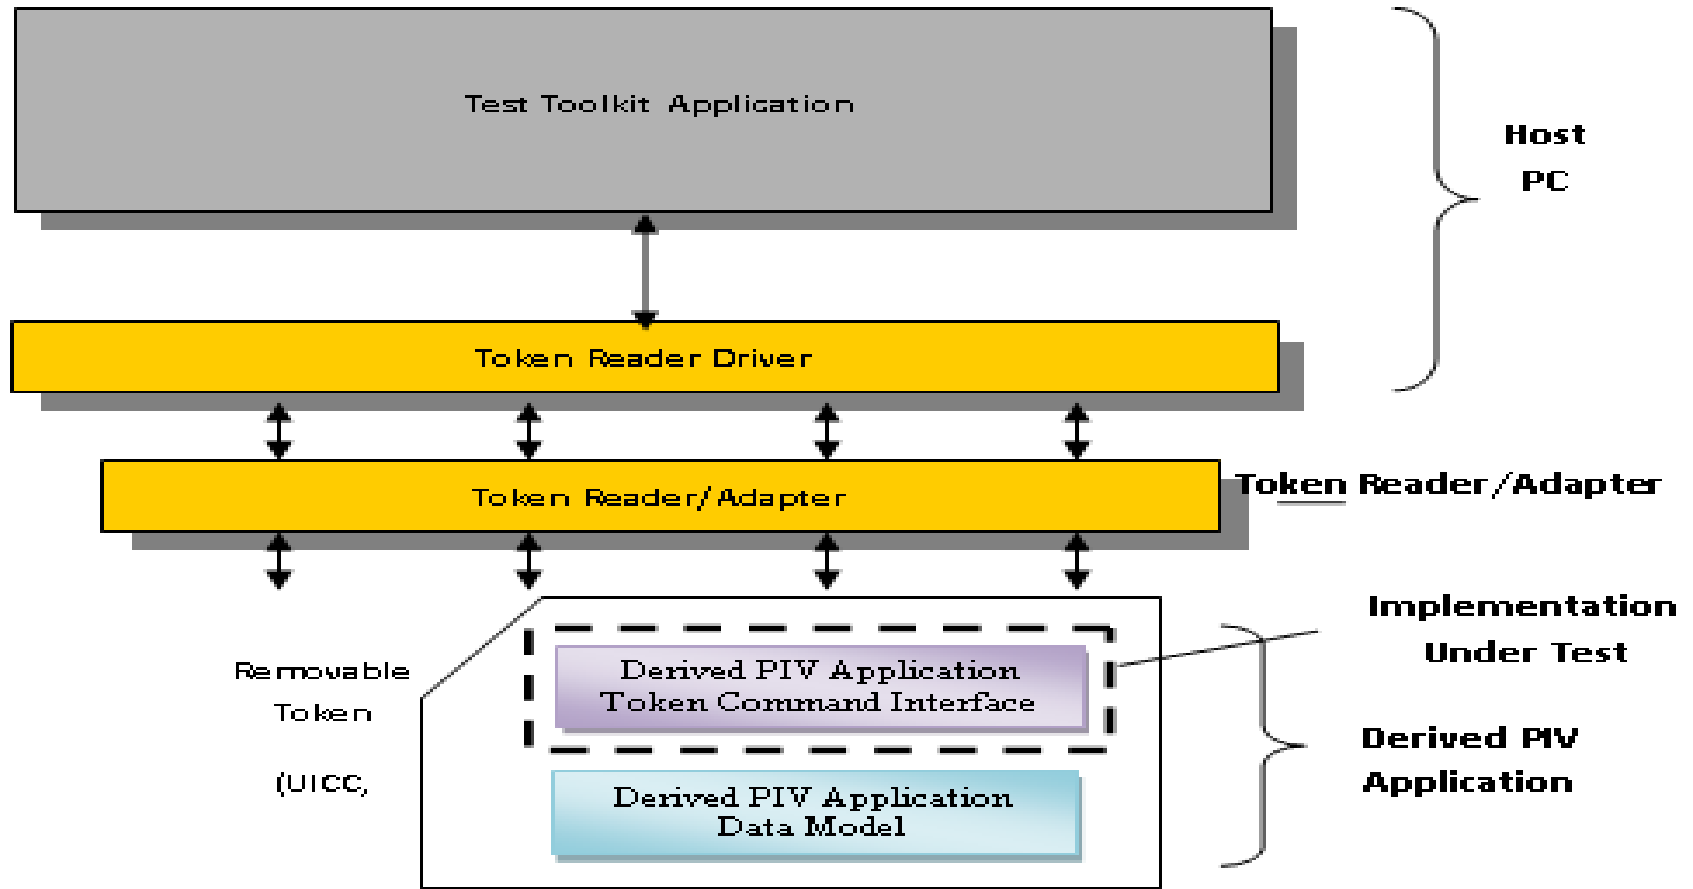 Test Toolkit Application
Host
PC
Token Reader Driver
Token Reader/Adapter
Token Reader/Adapter
Implementation
Under Test
Removable
Token
(UICC,
Derived PIV Application
Token Command Interface
Derived PIV
Application
Derived PIV Application
Data Model